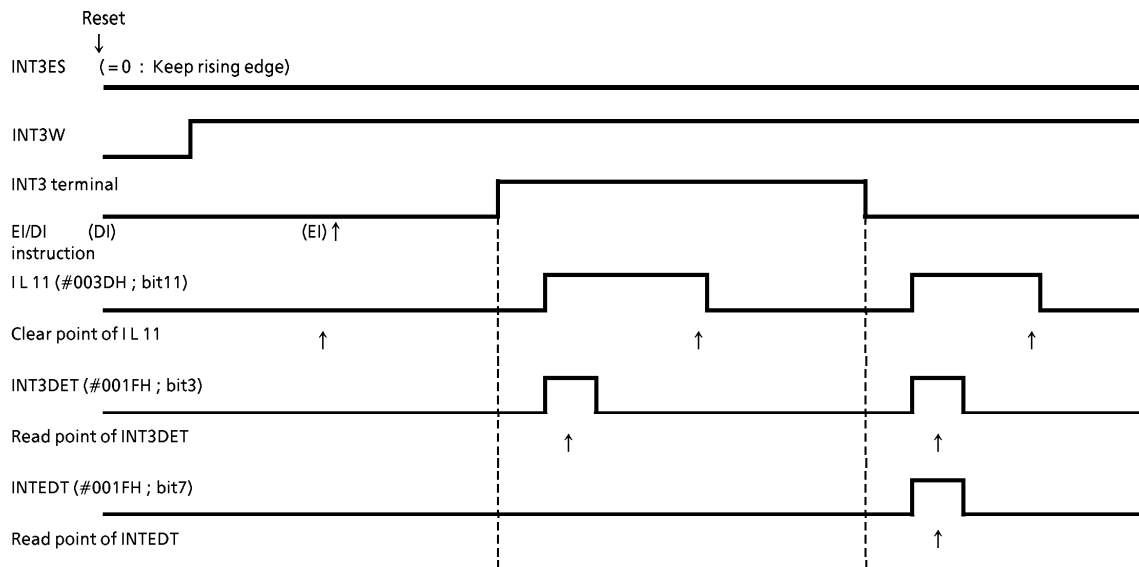 Reset
↓
INT3ES (=0 : Keep rising edge)
INT3W
INT3 terminal
EI/DI (DI) (EI) ↑
instruction
I L 11 (#003DH ; bit11)
Clear point of I L 11 ↑ ↑ ↑
INT3DET (#001FH ; bit3)
Read point of INT3DET ↑ ↑
INTEDT (#001FH ; bit7)
Read point of INTEDT ↑